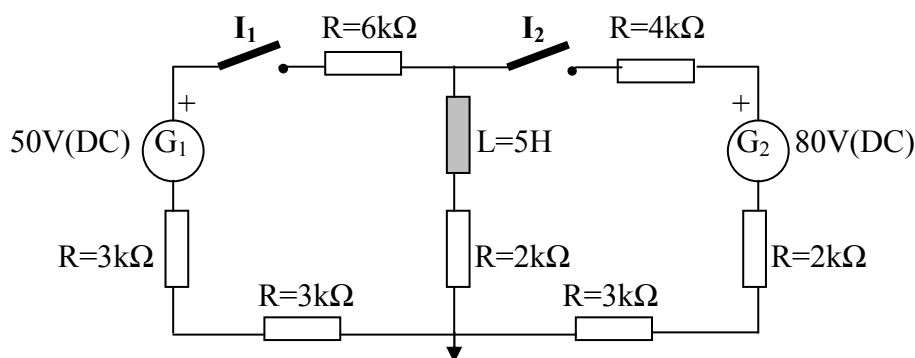 I₁
R=6kΩ
I₂
R=4kΩ
+
+
50V(DC)
G₁
L=5H
G₂
80V(DC)
R=3kΩ
R=2kΩ
R=2kΩ
R=3kΩ
R=3kΩ